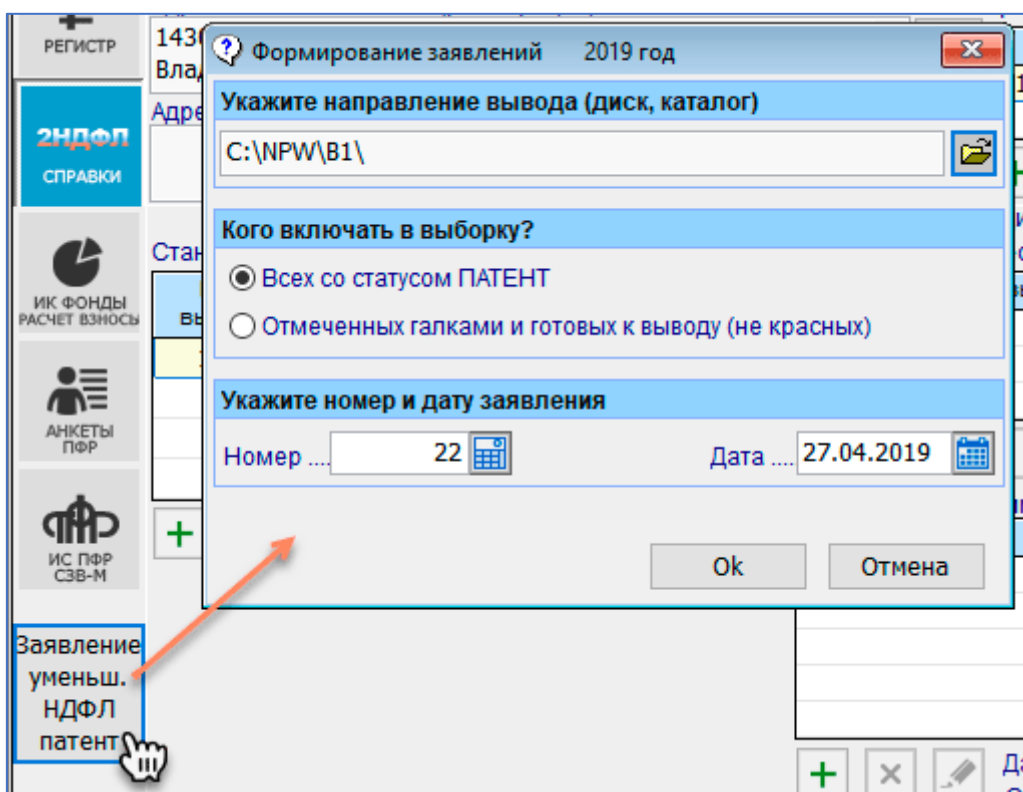 РЕГИСТР
2НДФЛ
СПРАВКИ
ИК ФОНДЫ
РАСЧЕТ ВЗНОСЫ
АНКЕТЫ
ПФР
ИС ПФР
СЗВ-М
Заявление
уменьш.
НДФЛ
патент
Формирование заявлений 2019 год
Укажите направление вывода (диск, каталог)
C:\NPW\B1\
Кого включать в выборку?
Всех со статусом ПАТЕНТ
Отмеченных галками и готовых к выводу (не красных)
Укажите номер и дату заявления
Номер .... 22
Дата .... 27.04.2019
Ok
Отмена